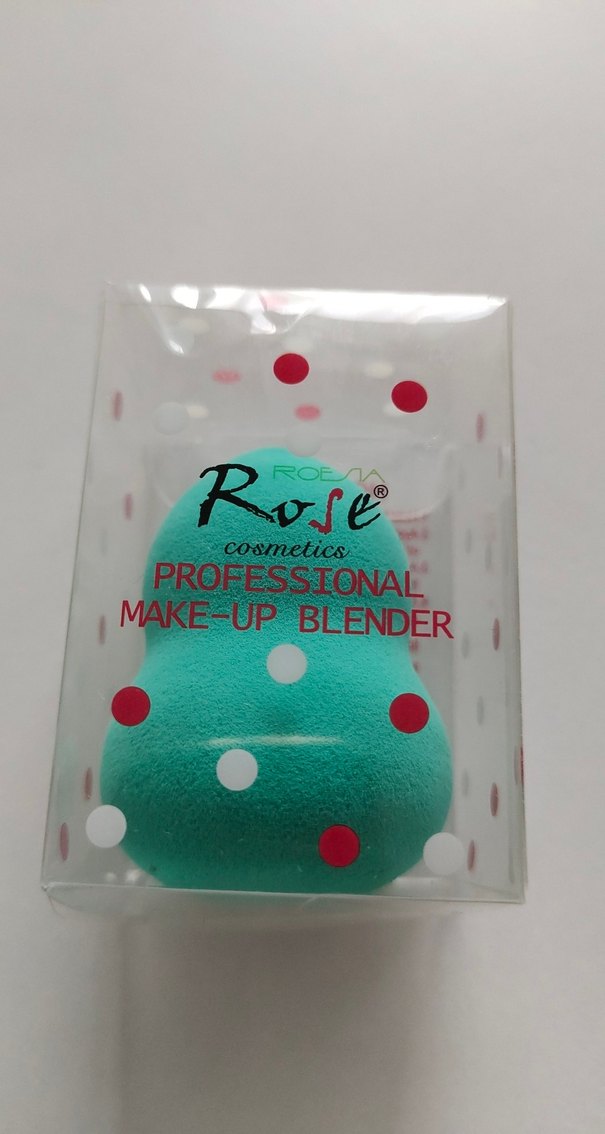 ROESIA
Rose®
cosmetics
PROFESSIONAL
MAKE-UP BLENDER